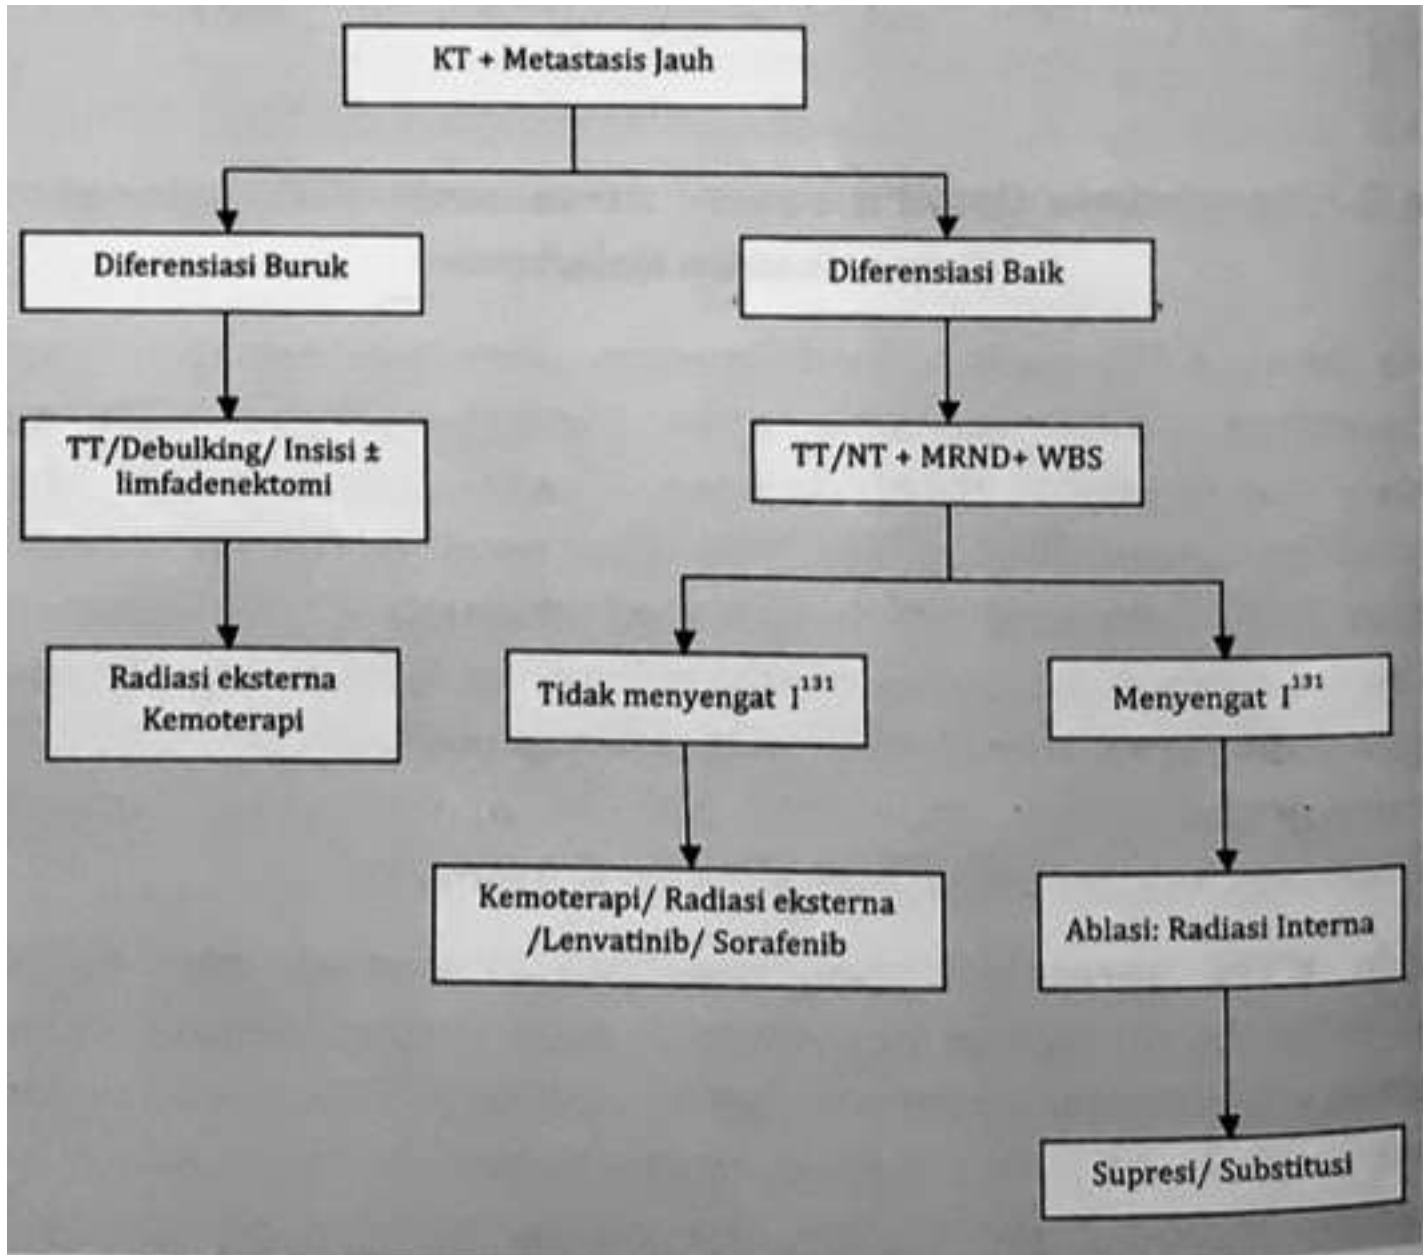 KT + Metastasis Jauh
Diferensiasi Buruk
Diferensiasi Baik
TT/Debulking/ Insisi ±
limfadenektomi
TT/NT + MRND+ WBS
Radiasi eksterna
Kemoterapi
Tidak menyengat I¹³¹
Menyengat I¹³¹
Kemoterapi/ Radiasi eksterna
/Lenvatinib/ Sorafenib
Ablasi: Radiasi Interna
Supresi/ Substitusi